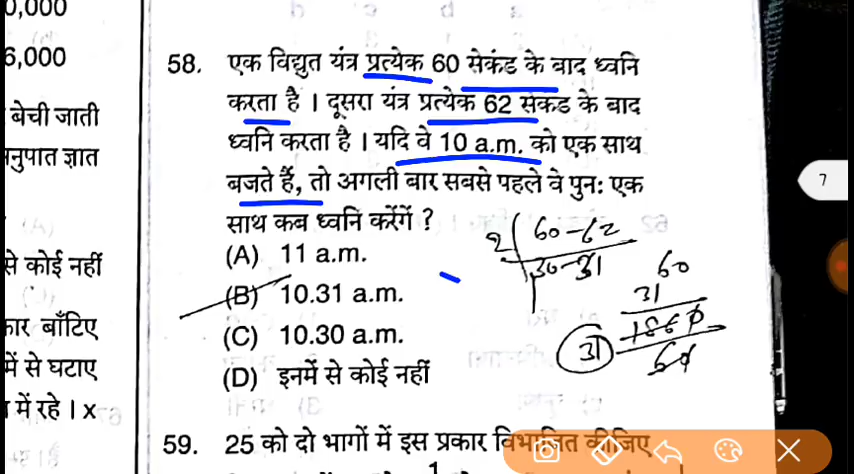 0,000
6,000
बेची जाती
नुपात ज्ञात
से कोई नहीं
कार बाँटिए
में से घटाए
में रहे । x
58. एक विद्युत यंत्र प्रत्येक 60 सेकंड के बाद ध्वनि
करता है । दूसरा यंत्र प्रत्येक 62 सेकंड के बाद
ध्वनि करता है । यदि वे 10 a.m. को एक साथ
बजते हैं, तो अगली बार सबसे पहले वे पुन: एक
साथ कब ध्वनि करेंगें ?
(A) 11 a.m.
(B) 10.31 a.m.
(C) 10.30 a.m.
(D) इनमें से कोई नहीं
2 60-62
30-31
60
31
1860
60
31
59. 25 को दो भागों में इस प्रकार विभाजित कीजिए
7